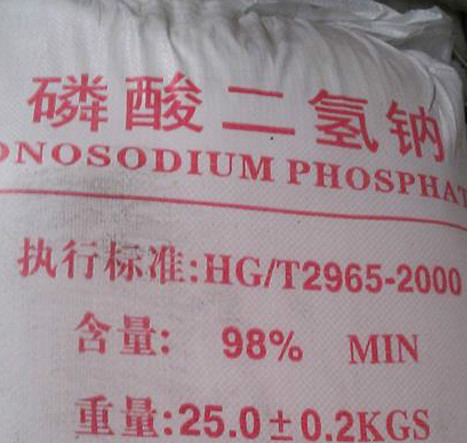 磷酸二氢钠
ONOSODIUM PHOSPHAT
执行标准:HG/T2965-2000
含量: 98% MIN
重量:25.0±0.2KGS